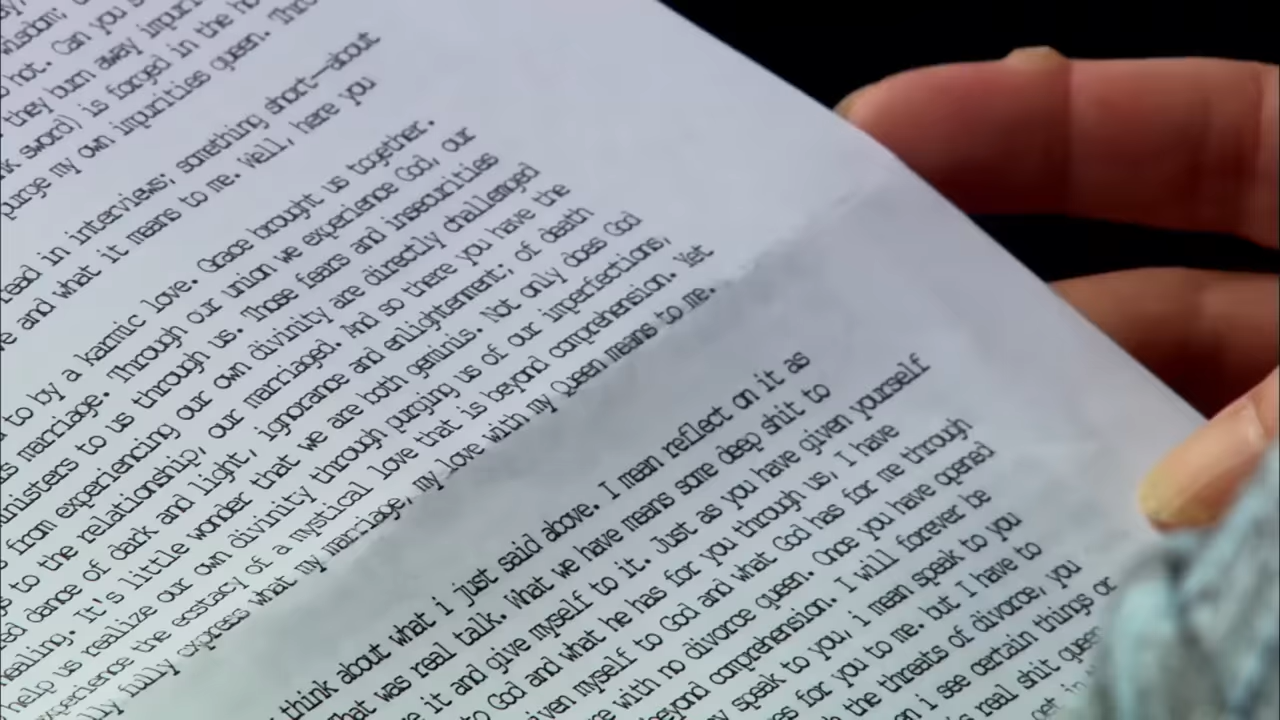 wisdom;
hot. Can you s
they burn away impuri
sword) is forged in the ho
purge my own impurities queen. Thro
read in interviews; something short—about
and what it means to me. Well, here you
to by a karmic love. Grace brought us together.
marriage. Through our union we experience God, our
ministers to us through us. Those fears and insecurities
from experiencing our own divinity are directly challenged
to the relationship, our marriaged. And so there you have the
dance of dark and light, ignorance and enlightenment; of death
healing. It's little wonder that we are both geminis. Not only does God
help us realize our own divinity through purging us of our imperfections,
experience the ecstacy of a mystical love that is beyond comprehension. Yet
fully express what my marriage, my love with my Queen means to me.
think about what i just said above. I mean reflect on it as
that was real talk. What we have means some deep shit to
it and give myself to it. Just as you have given yourself
to God and what he has for you through us, I have
given myself to God and what God has for me through
with no divorce queen. Once you have opened
beyond comprehension. I will forever be
speak to you, i mean speak to you
for you to me. but I have to
the threats of divorce, you
i see certain things or
real shit queen